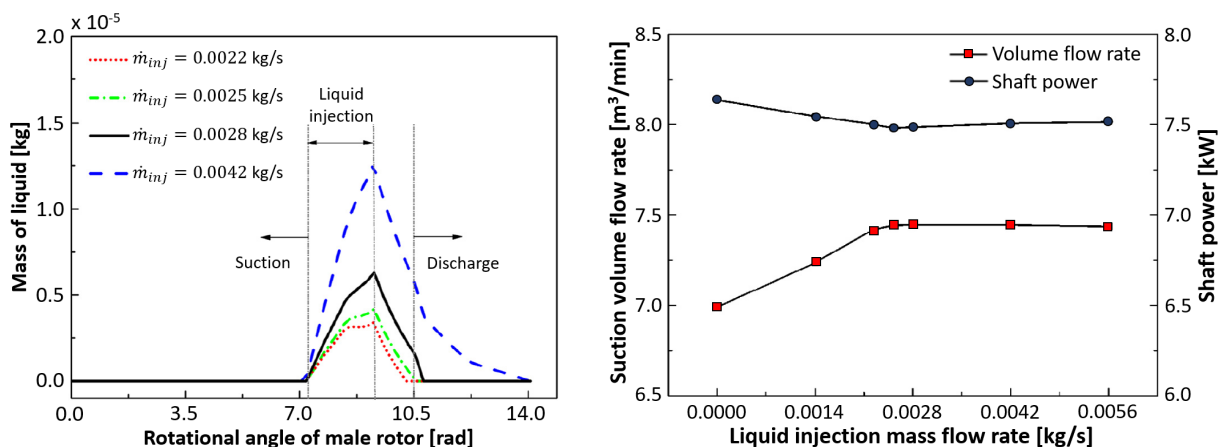 x 10⁻⁵
Mass of liquid [kg]
2.0
1.5
1.0
0.5
0.0
ṁ_inj = 0.0022 kg/s
ṁ_inj = 0.0025 kg/s
ṁ_inj = 0.0028 kg/s
ṁ_inj = 0.0042 kg/s
Liquid
injection
Suction
Discharge
0.0 3.5 7.0 10.5 14.0
Rotational angle of male rotor [rad]
Suction volume flow rate [m³/min]
8.5
8.0
7.5
7.0
6.5
Volume flow rate
Shaft power
8.0
7.5
7.0
6.5
6.0
Shaft power [kW]
0.0000 0.0014 0.0028 0.0042 0.0056
Liquid injection mass flow rate [kg/s]